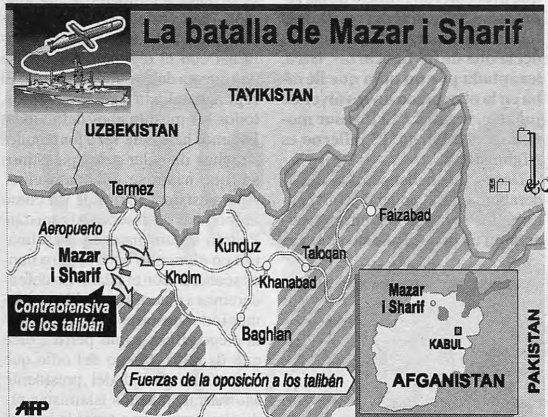 La batalla de Mazar i Sharif
TAYIKISTAN
UZBEKISTAN
Termez
Aeropuerto
Mazar
i Sharif
Kholm
Kunduz
Khanabad
Taloqan
Faizabad
Contraofensiva
de los talibán
Baghlan
Fuerzas de la oposición a los talibán
Mazar
i Sharif
KABUL
AFGANISTAN
PAKISTAN
AFP